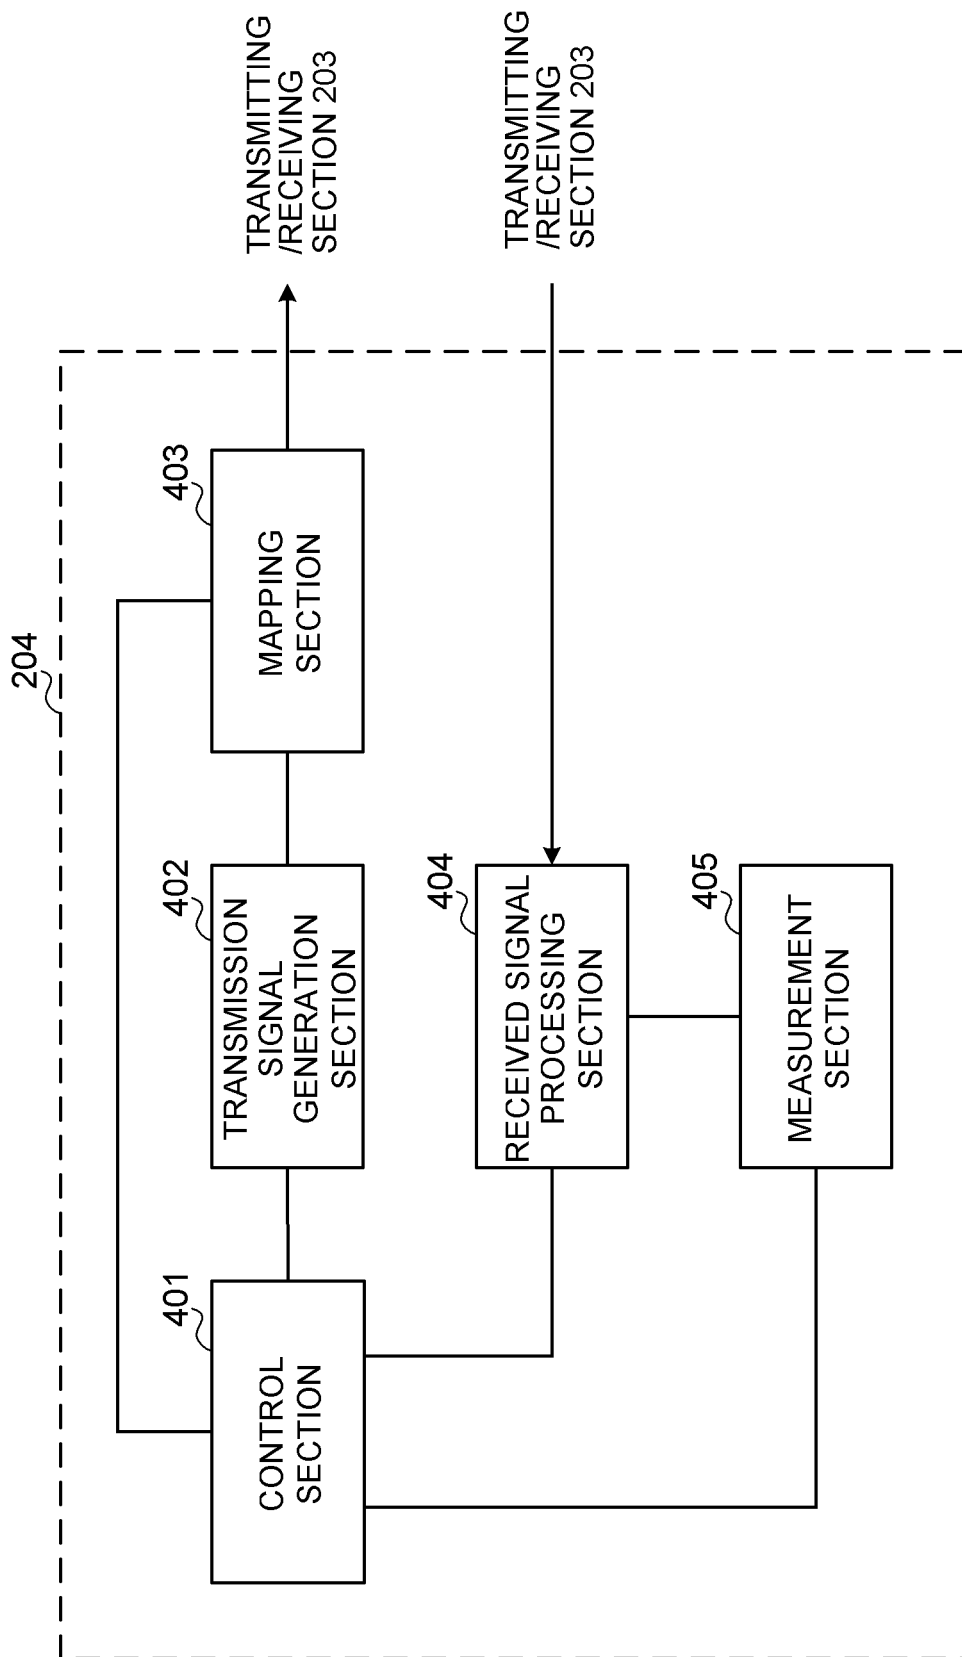 204
401
CONTROL
SECTION
402
TRANSMISSION
SIGNAL
GENERATION
SECTION
403
MAPPING
SECTION
TRANSMITTING
/RECEIVING
SECTION 203
404
RECEIVED SIGNAL
PROCESSING
SECTION
TRANSMITTING
/RECEIVING
SECTION 203
405
MEASUREMENT
SECTION